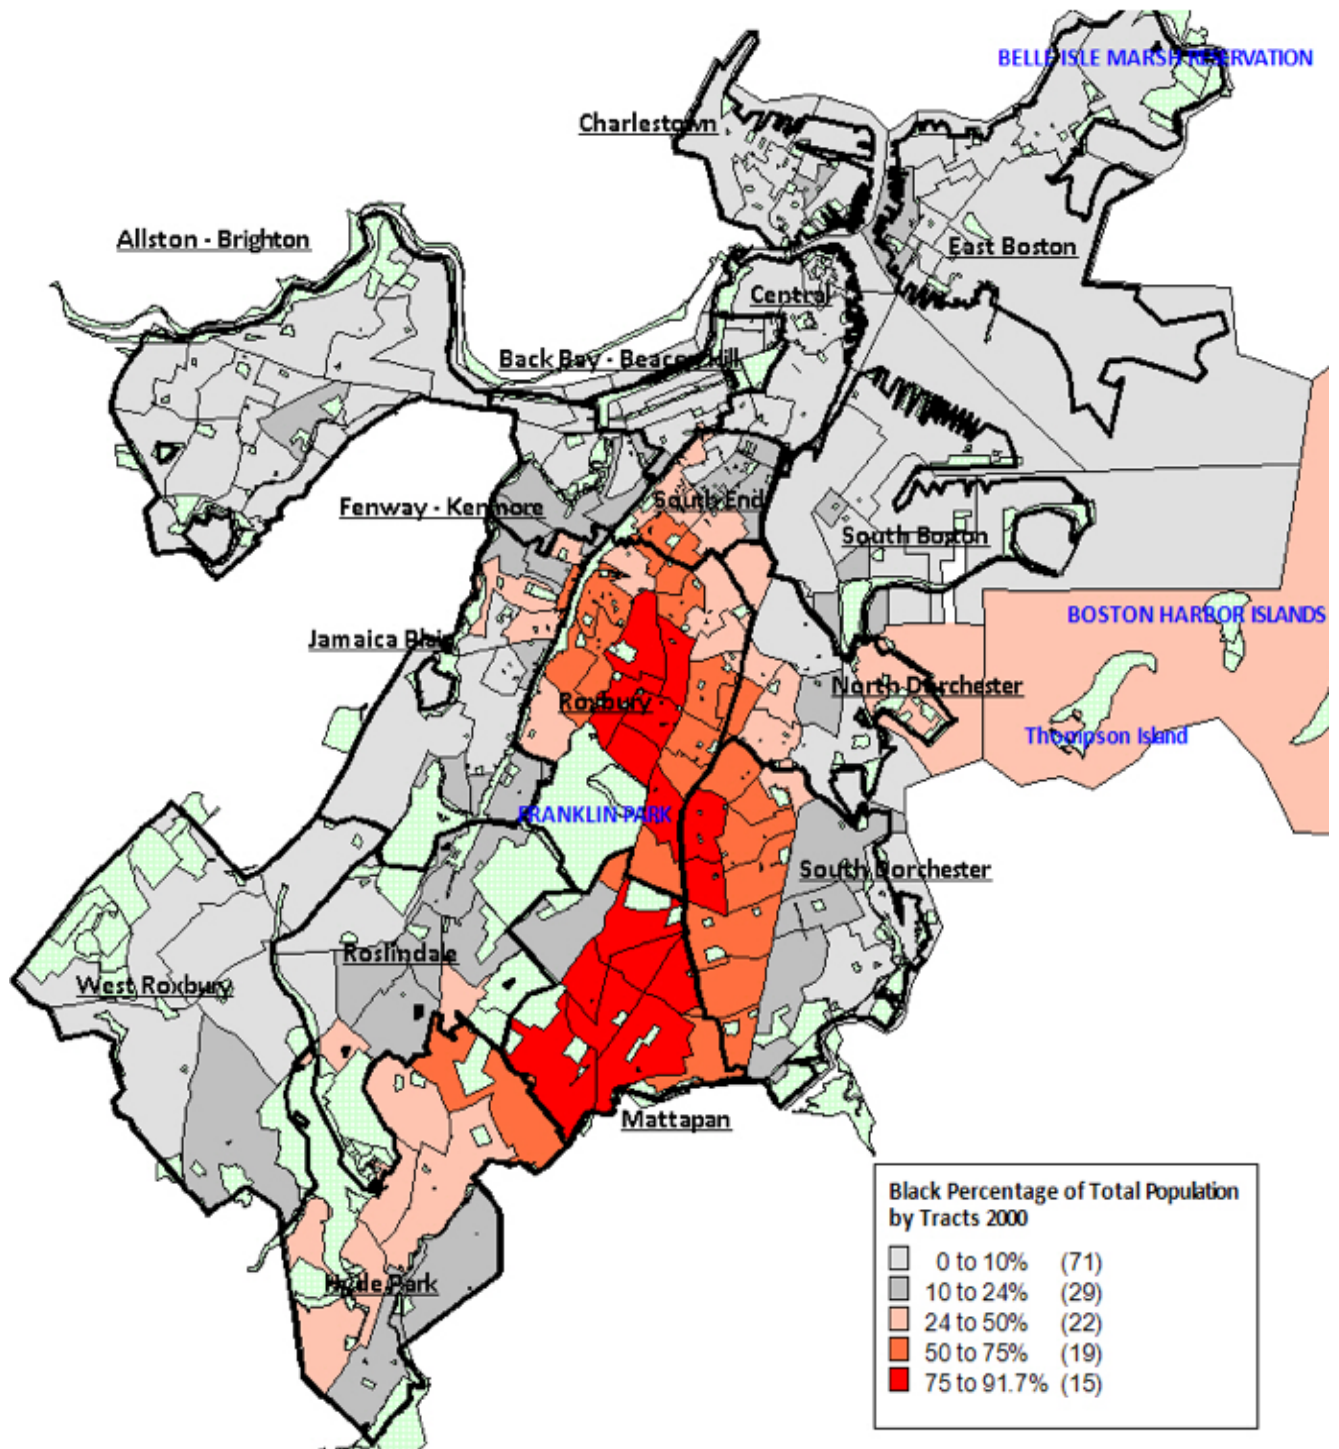 BELLE ISLE MARSH RESERVATION
Charlestown
Allston - Brighton
East Boston
Central
Back Bay - Beacon Hill
South End
Fenway - Kenmore
South Boston
BOSTON HARBOR ISLANDS
Jamaica Plain
North Dorchester
Roxbury
Thompson Island
FRANKLIN PARK
South Dorchester
Roslindale
West Roxbury
Mattapan
Hyde Park
Black Percentage of Total Population
by Tracts 2000
0 to 10% (71)
10 to 24% (29)
24 to 50% (22)
50 to 75% (19)
75 to 91.7% (15)